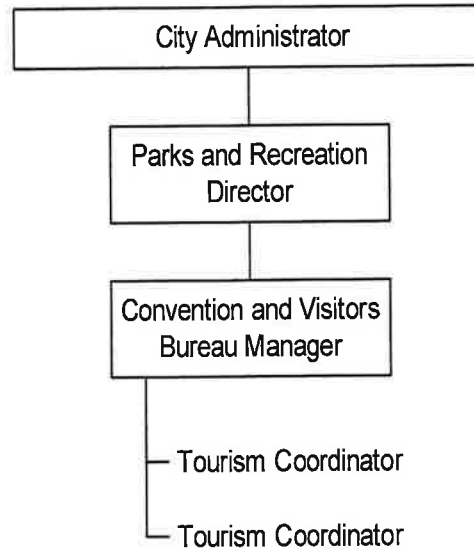 City Administrator
Parks and Recreation
Director
Convention and Visitors
Bureau Manager
Tourism Coordinator
Tourism Coordinator